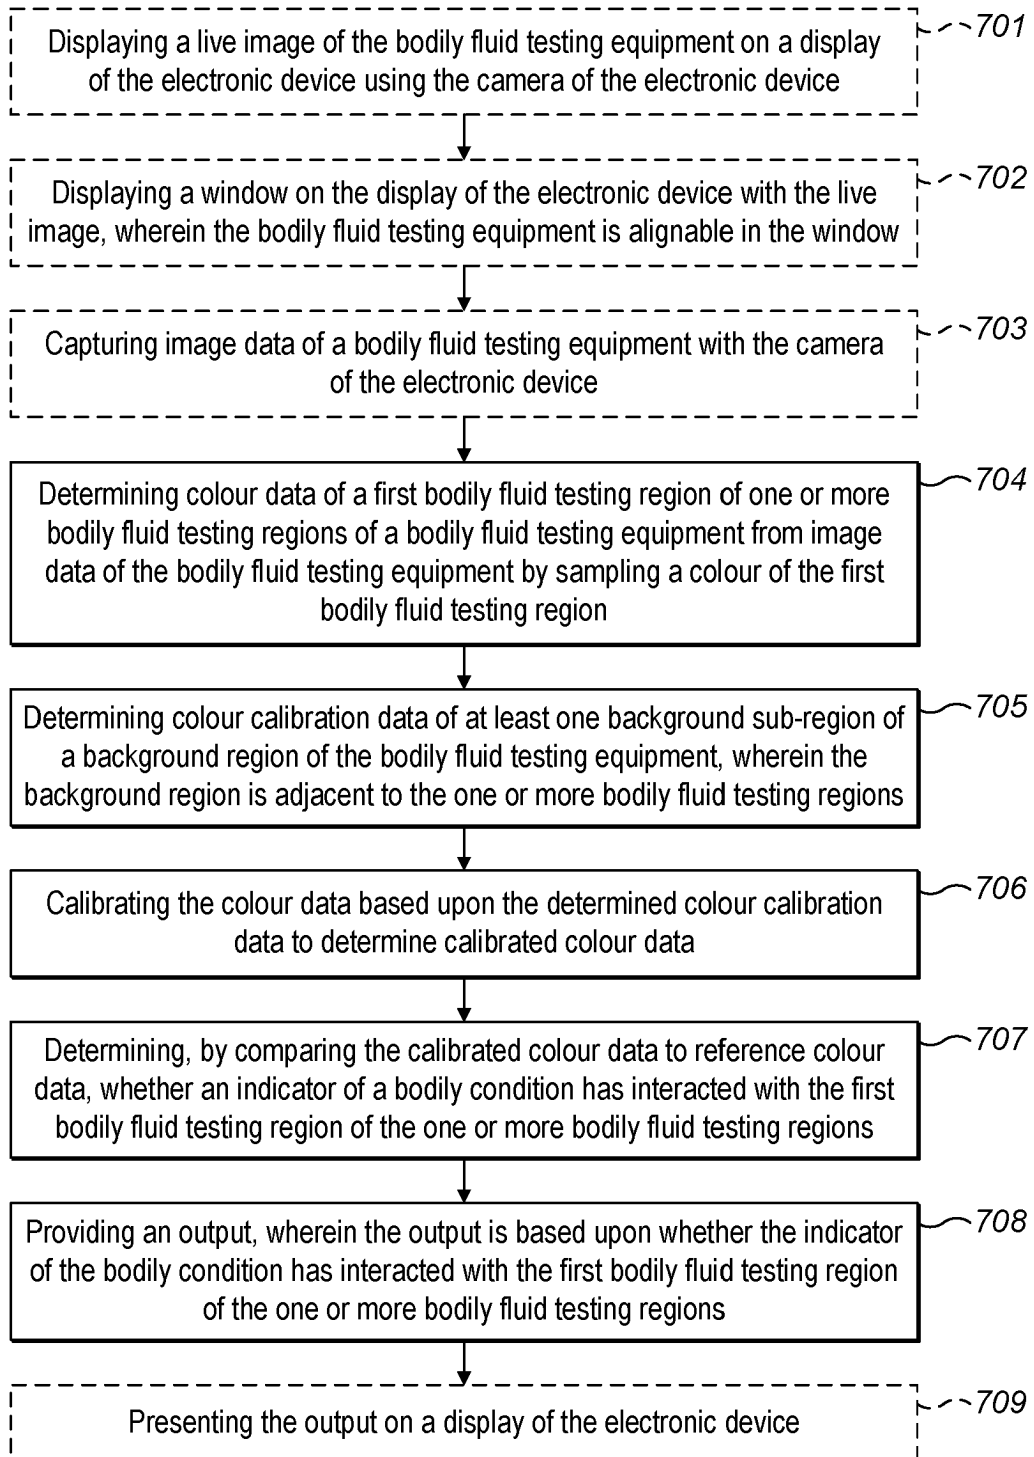 Displaying a live image of the bodily fluid testing equipment on a display
of the electronic device using the camera of the electronic device
701
Displaying a window on the display of the electronic device with the live
image, wherein the bodily fluid testing equipment is alignable in the window
702
Capturing image data of a bodily fluid testing equipment with the camera
of the electronic device
703
Determining colour data of a first bodily fluid testing region of one or more
bodily fluid testing regions of a bodily fluid testing equipment from image
data of the bodily fluid testing equipment by sampling a colour of the first
bodily fluid testing region
704
Determining colour calibration data of at least one background sub-region of
a background region of the bodily fluid testing equipment, wherein the
background region is adjacent to the one or more bodily fluid testing regions
705
Calibrating the colour data based upon the determined colour calibration
data to determine calibrated colour data
706
Determining, by comparing the calibrated colour data to reference colour
data, whether an indicator of a bodily condition has interacted with the first
bodily fluid testing region of the one or more bodily fluid testing regions
707
Providing an output, wherein the output is based upon whether the indicator
of the bodily condition has interacted with the first bodily fluid testing region
of the one or more bodily fluid testing regions
708
Presenting the output on a display of the electronic device
709